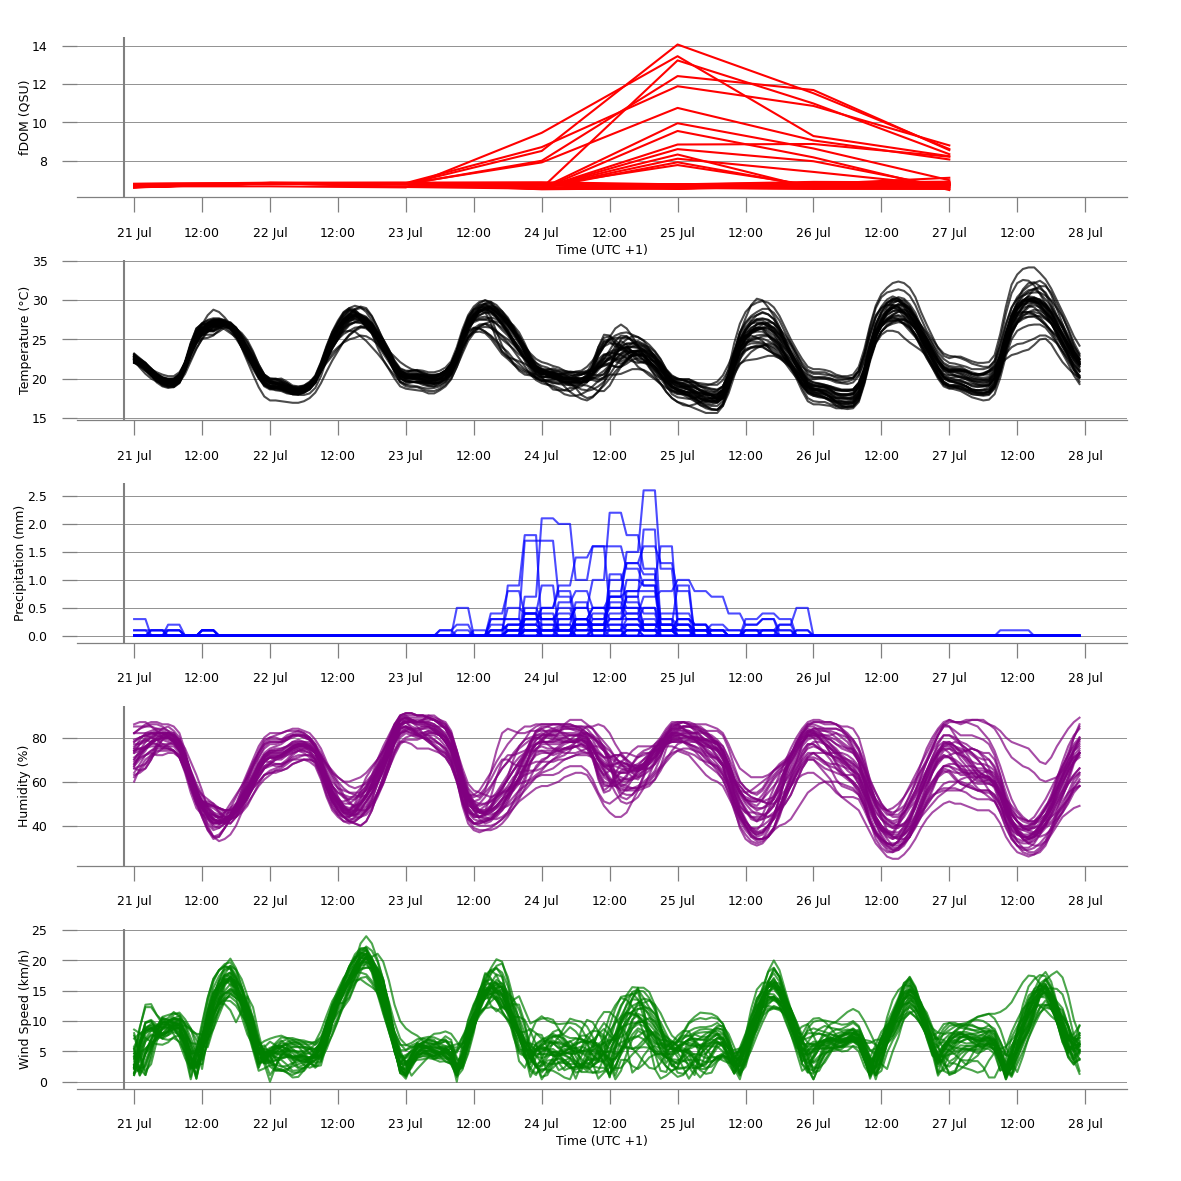 14
12
10
8
fDOM (QSU)
21 Jul 12:00 22 Jul 12:00 23 Jul 12:00 24 Jul 12:00 25 Jul 12:00 26 Jul 12:00 27 Jul 12:00 28 Jul
Time (UTC +1)
35
30
25
20
15
Temperature (°C)
21 Jul 12:00 22 Jul 12:00 23 Jul 12:00 24 Jul 12:00 25 Jul 12:00 26 Jul 12:00 27 Jul 12:00 28 Jul
2.5
2.0
1.5
1.0
0.5
0.0
Precipitation (mm)
21 Jul 12:00 22 Jul 12:00 23 Jul 12:00 24 Jul 12:00 25 Jul 12:00 26 Jul 12:00 27 Jul 12:00 28 Jul
80
60
40
Humidity (%)
21 Jul 12:00 22 Jul 12:00 23 Jul 12:00 24 Jul 12:00 25 Jul 12:00 26 Jul 12:00 27 Jul 12:00 28 Jul
25
20
15
10
5
0
Wind Speed (km/h)
21 Jul 12:00 22 Jul 12:00 23 Jul 12:00 24 Jul 12:00 25 Jul 12:00 26 Jul 12:00 27 Jul 12:00 28 Jul
Time (UTC +1)